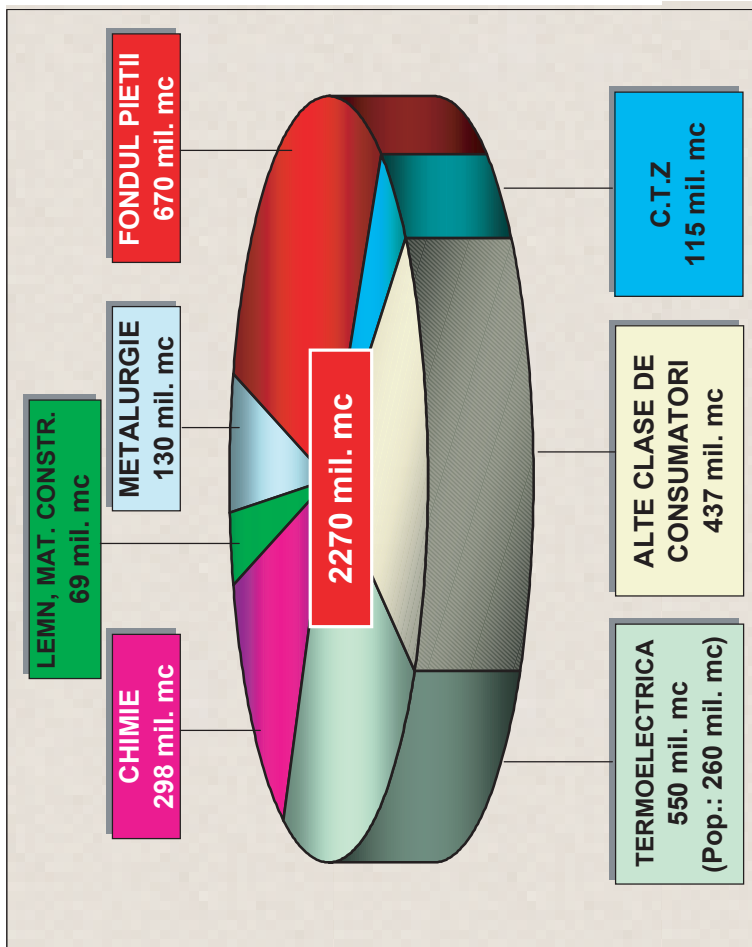 CHIMIE
298 mil. mc
LEMN, MAT. CONSTR.
69 mil. mc
METALURGIE
130 mil. mc
FONDUL PIETII
670 mil. mc
2270 mil. mc
TERMOELECTRICA
550 mil. mc
(Pop.: 260 mil. mc)
ALTE CLASE DE
CONSUMATORI
437 mil. mc
C.T.Z
115 mil. mc